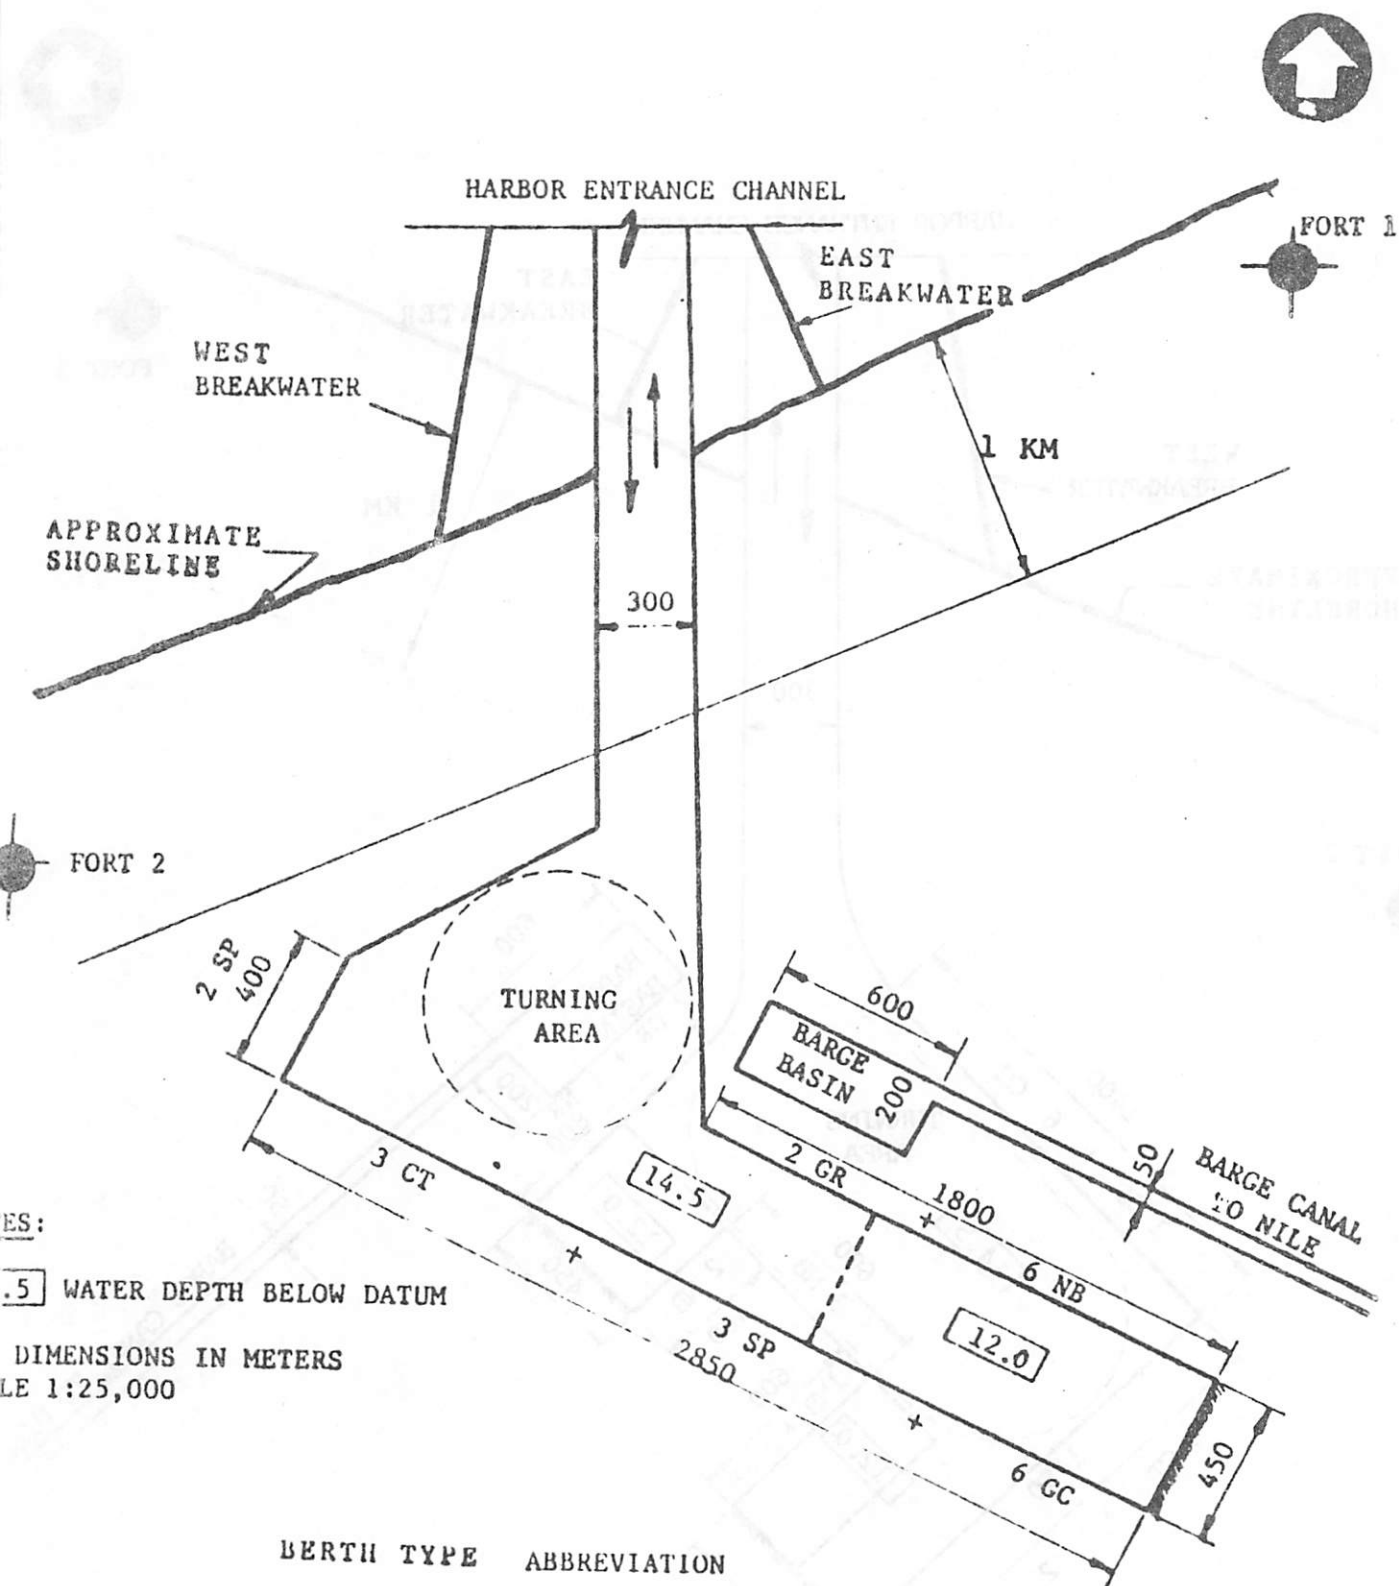 HARBOR ENTRANCE CHANNEL
FORT 1
EAST
BREAKWATER
WEST
BREAKWATER
1 KM
APPROXIMATE
SHORELINE
300
FORT 2
2 SP
400
TURNING
AREA
600
BARGE
BASIN
200
50
BARGE CANAL
TO NILE
3 CT
14.5
2 GR
1800
6 NB
3 SP
2850
12.0
6 GC
450
ES:
.5 WATER DEPTH BELOW DATUM
DIMENSIONS IN METERS
LE 1:25,000
BERTH TYPE ABBREVIATION